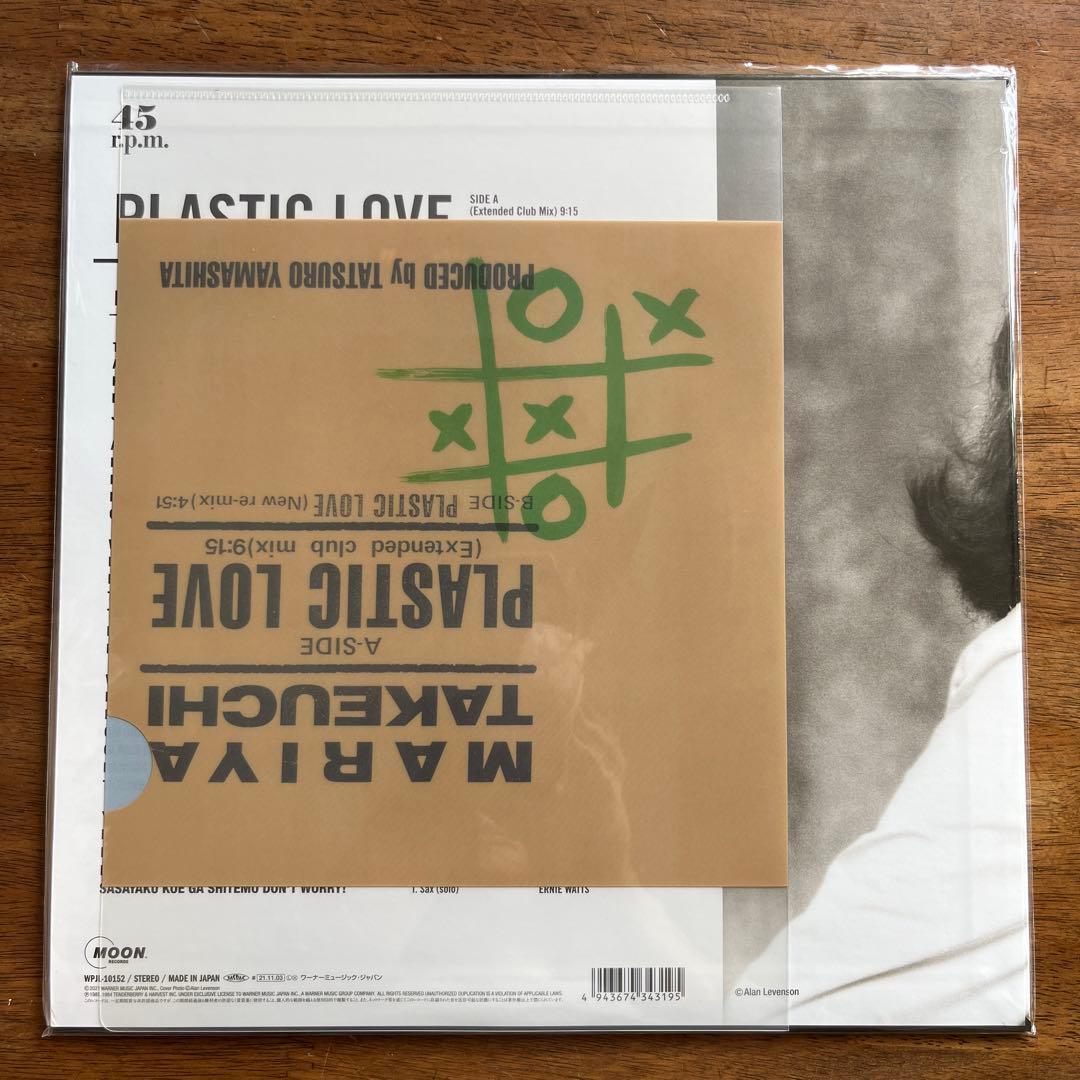 45
r.p.m.
PLASTIC LOVE
SIDE A
(Extended Club Mix) 9:15
PRODUCED by TATSURO YAMASHITA
B-SIDE PLASTIC LOVE (New re-mix) 4:51
(Extended club mix) 9:15
PLASTIC LOVE
A-SIDE
TAKEUCHI
MARIYA
SASAYAKU KOE GA SHITEMO DON'T WORRY!
T. Sax (solo)
ERNIE WATTS
MOON
RECORDS
WPJL-10152 / STEREO / MADE IN JAPAN
21.11.03
ワーナーミュージック・ジャパン
4 943674 343195
©Alan Levenson